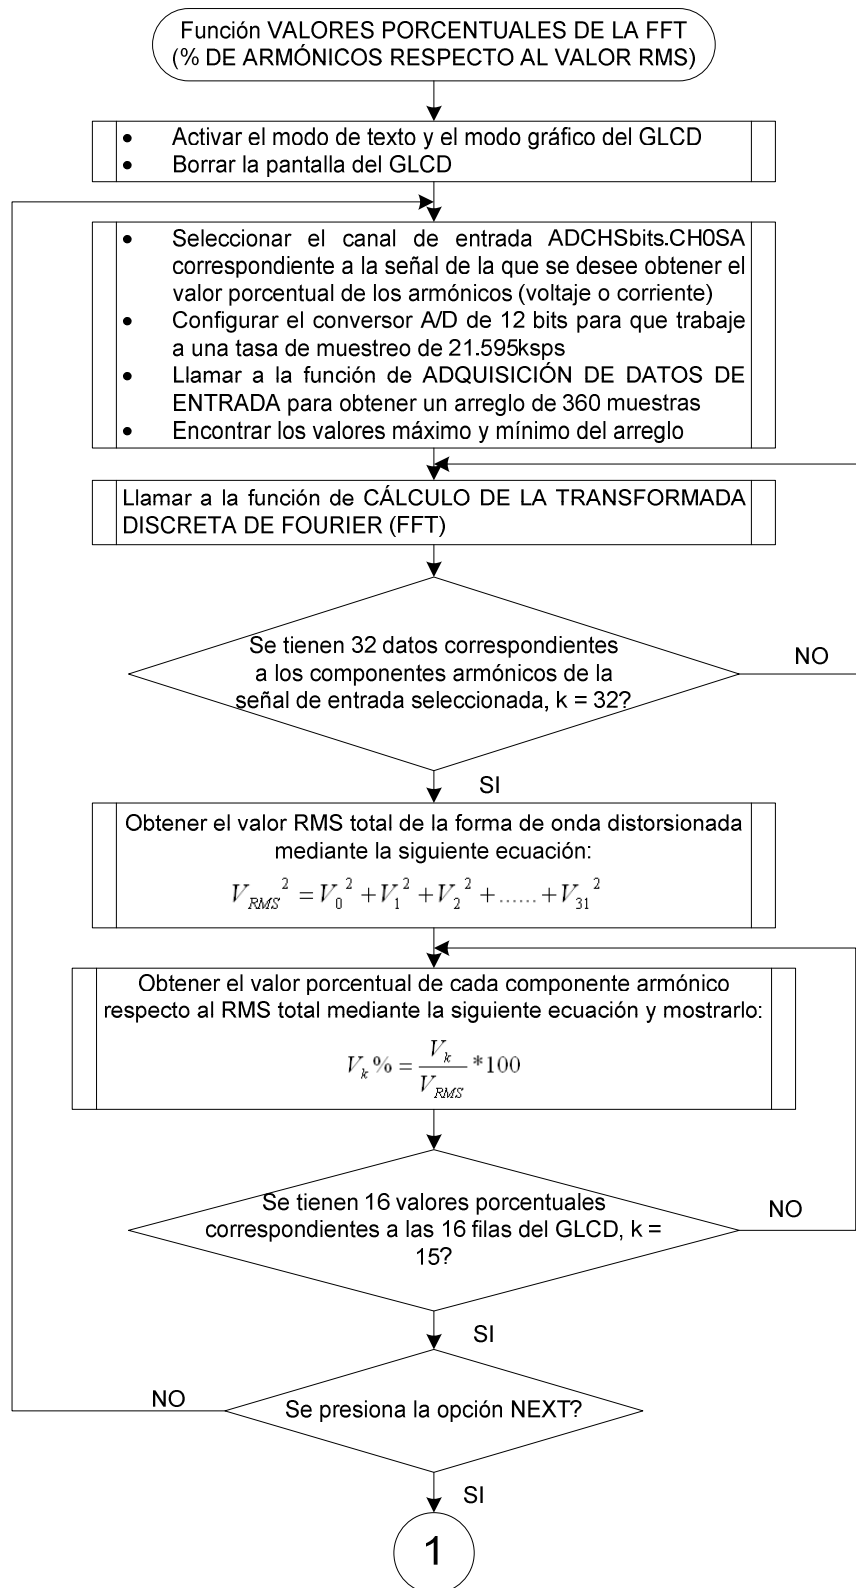 Función VALORES PORCENTUALES DE LA FFT
(% DE ARMÓNICOS RESPECTO AL VALOR RMS)
• Activar el modo de texto y el modo gráfico del GLCD
• Borrar la pantalla del GLCD
• Seleccionar el canal de entrada ADCHSbits.CH0SA
correspondiente a la señal de la que se desee obtener el
valor porcentual de los armónicos (voltaje o corriente)
• Configurar el conversor A/D de 12 bits para que trabaje
a una tasa de muestreo de 21.595ksps
• Llamar a la función de ADQUISICIÓN DE DATOS DE
ENTRADA para obtener un arreglo de 360 muestras
• Encontrar los valores máximo y mínimo del arreglo
Llamar a la función de CÁLCULO DE LA TRANSFORMADA
DISCRETA DE FOURIER (FFT)
Se tienen 32 datos correspondientes
a los componentes armónicos de la
señal de entrada seleccionada, k = 32?
NO
SI
Obtener el valor RMS total de la forma de onda distorsionada
mediante la siguiente ecuación:
V_{RMS}^2 = V_0^2 + V_1^2 + V_2^2 + ...... + V_{31}^2
Obtener el valor porcentual de cada componente armónico
respecto al RMS total mediante la siguiente ecuación y mostrarlo:
V_k % = \frac{V_k}{V_{RMS}} *100
Se tienen 16 valores porcentuales
correspondientes a las 16 filas del GLCD, k =
15?
NO
SI
NO
Se presiona la opción NEXT?
SI
1